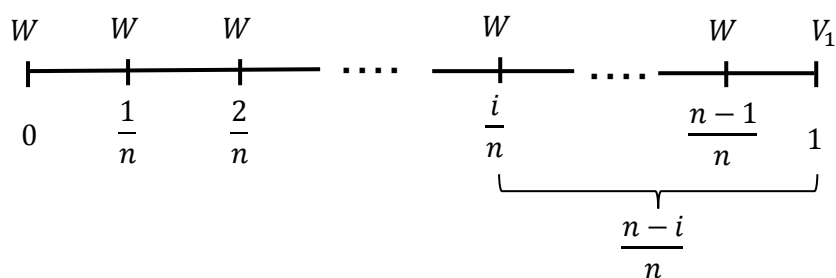 W W W W W V₁
.... ....
0 1/n 2/n i/n n − 1/n 1
n − i/n